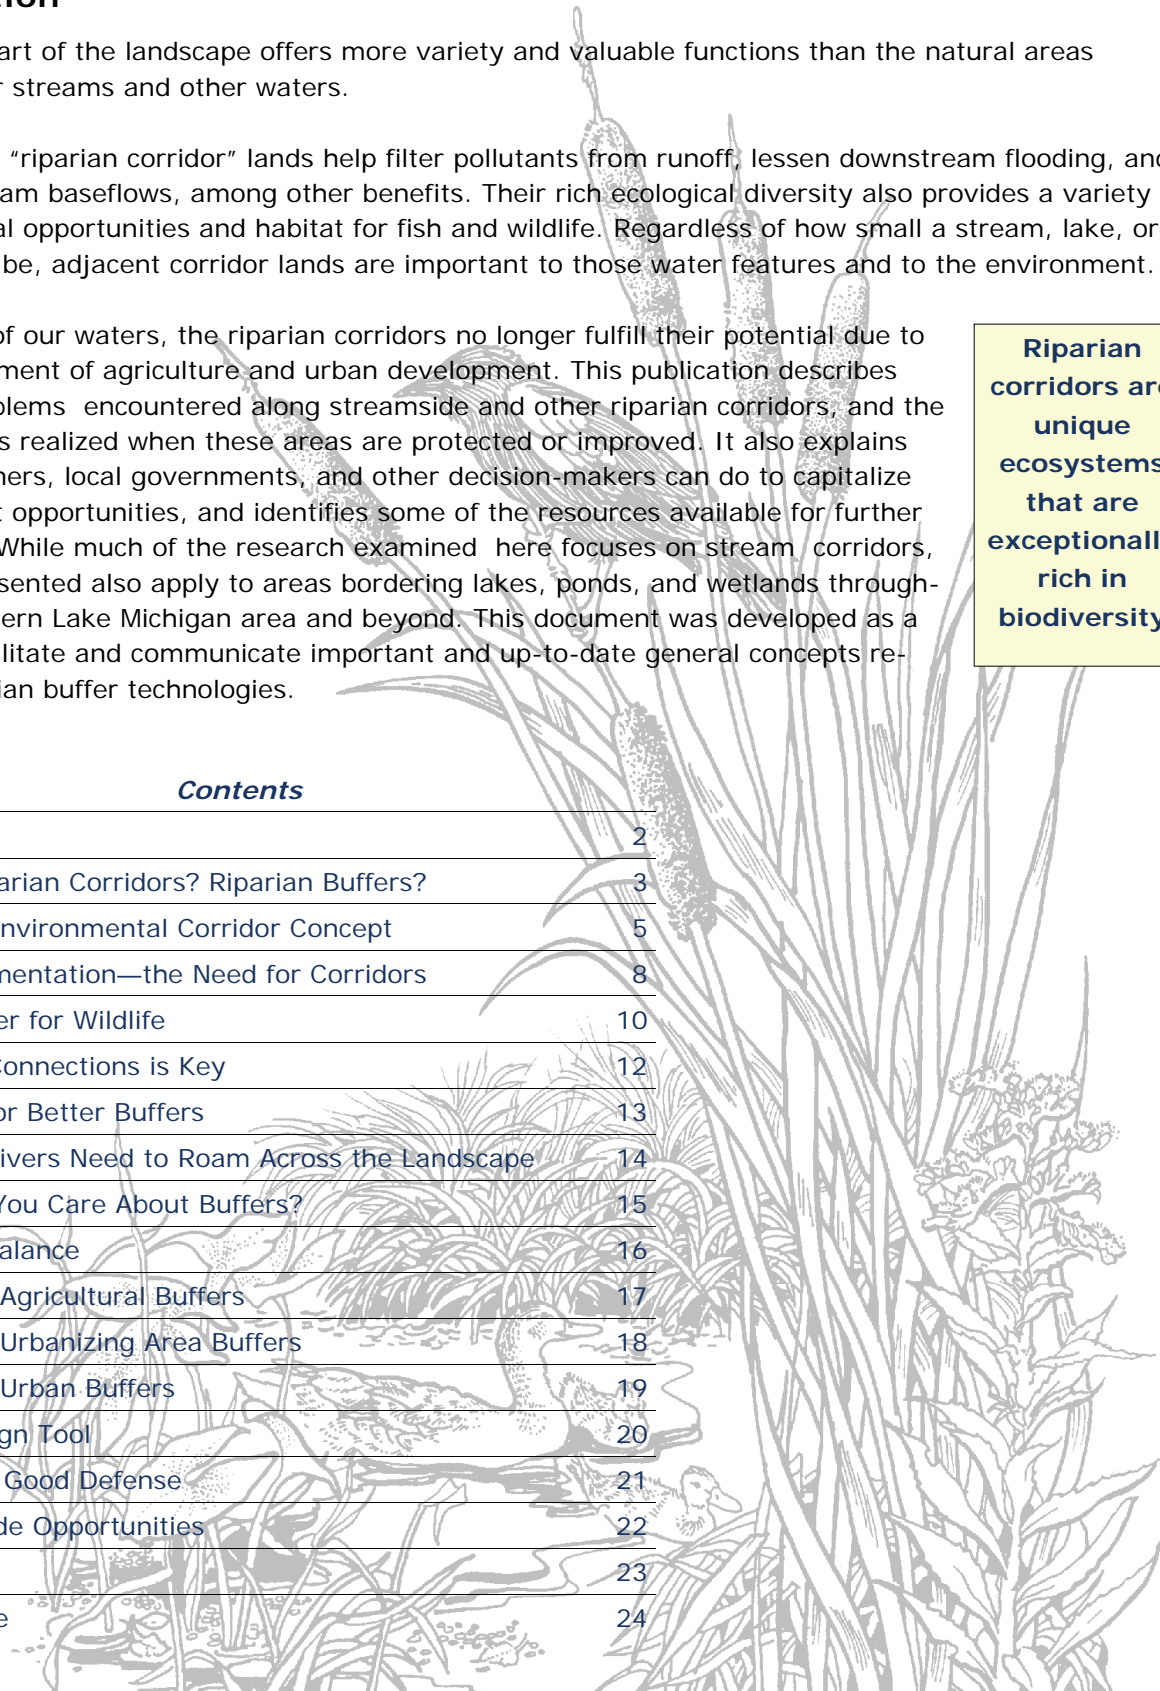 art of the landscape offers more variety and valuable functions than the natural areas
streams and other waters.
“riparian corridor” lands help filter pollutants from runoff, lessen downstream flooding, and
am baseflows, among other benefits. Their rich ecological diversity also provides a variety
al opportunities and habitat for fish and wildlife. Regardless of how small a stream, lake, or
be, adjacent corridor lands are important to those water features and to the environment.
of our waters, the riparian corridors no longer fulfill their potential due to
ment of agriculture and urban development. This publication describes
blems encountered along streamside and other riparian corridors, and the
s realized when these areas are protected or improved. It also explains
ners, local governments, and other decision-makers can do to capitalize
t opportunities, and identifies some of the resources available for further
While much of the research examined here focuses on stream corridors,
sented also apply to areas bordering lakes, ponds, and wetlands through-
ern Lake Michigan area and beyond. This document was developed as a
litate and communicate important and up-to-date general concepts re-
ian buffer technologies.
Riparian
corridors are
unique
ecosystems
that are
exceptionall
rich in
biodiversity
Contents
2
arian Corridors? Riparian Buffers? 3
nvironmental Corridor Concept 5
mentation—the Need for Corridors 8
er for Wildlife 10
Connections is Key 12
or Better Buffers 13
ivers Need to Roam Across the Landscape 14
You Care About Buffers? 15
alance 16
Agricultural Buffers 17
Urbanizing Area Buffers 18
Urban Buffers 19
gn Tool 20
Good Defense 21
de Opportunities 22
23
e 24